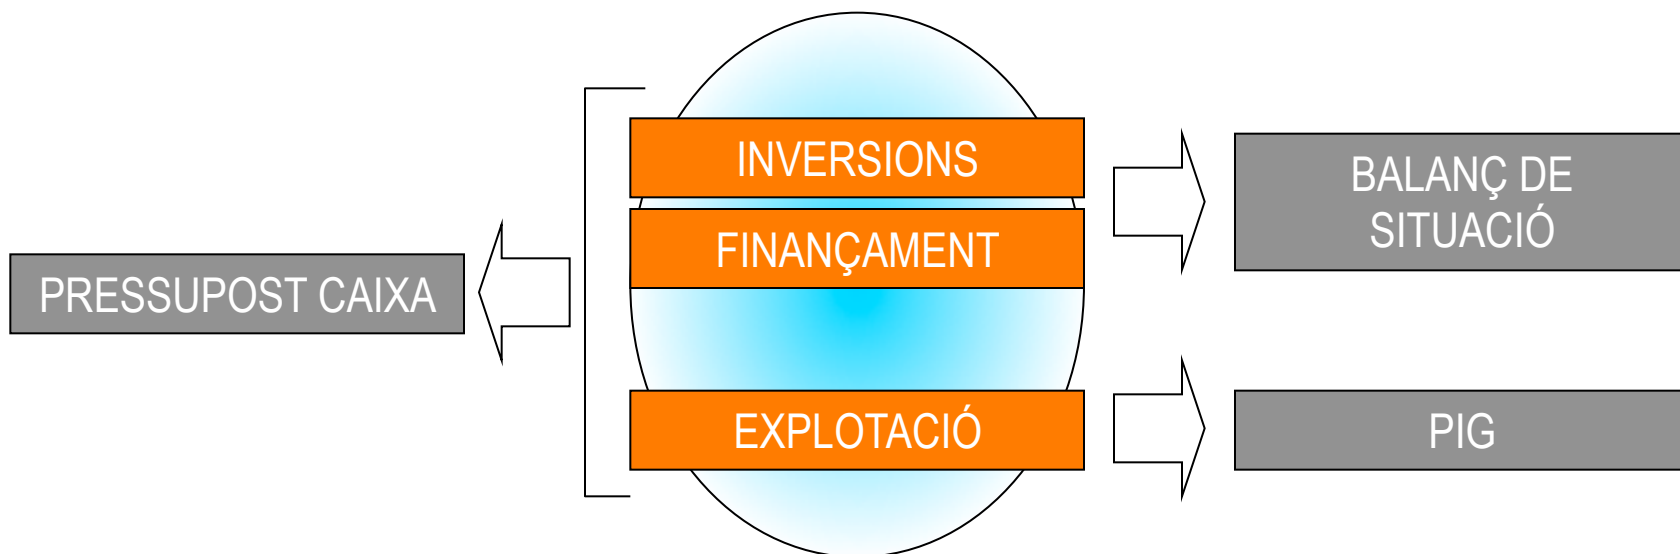 INVERSIONS
FINANÇAMENT
EXPLOTACIÓ
PRESSUPOST CAIXA
BALANÇ DE
SITUACIÓ
PIG